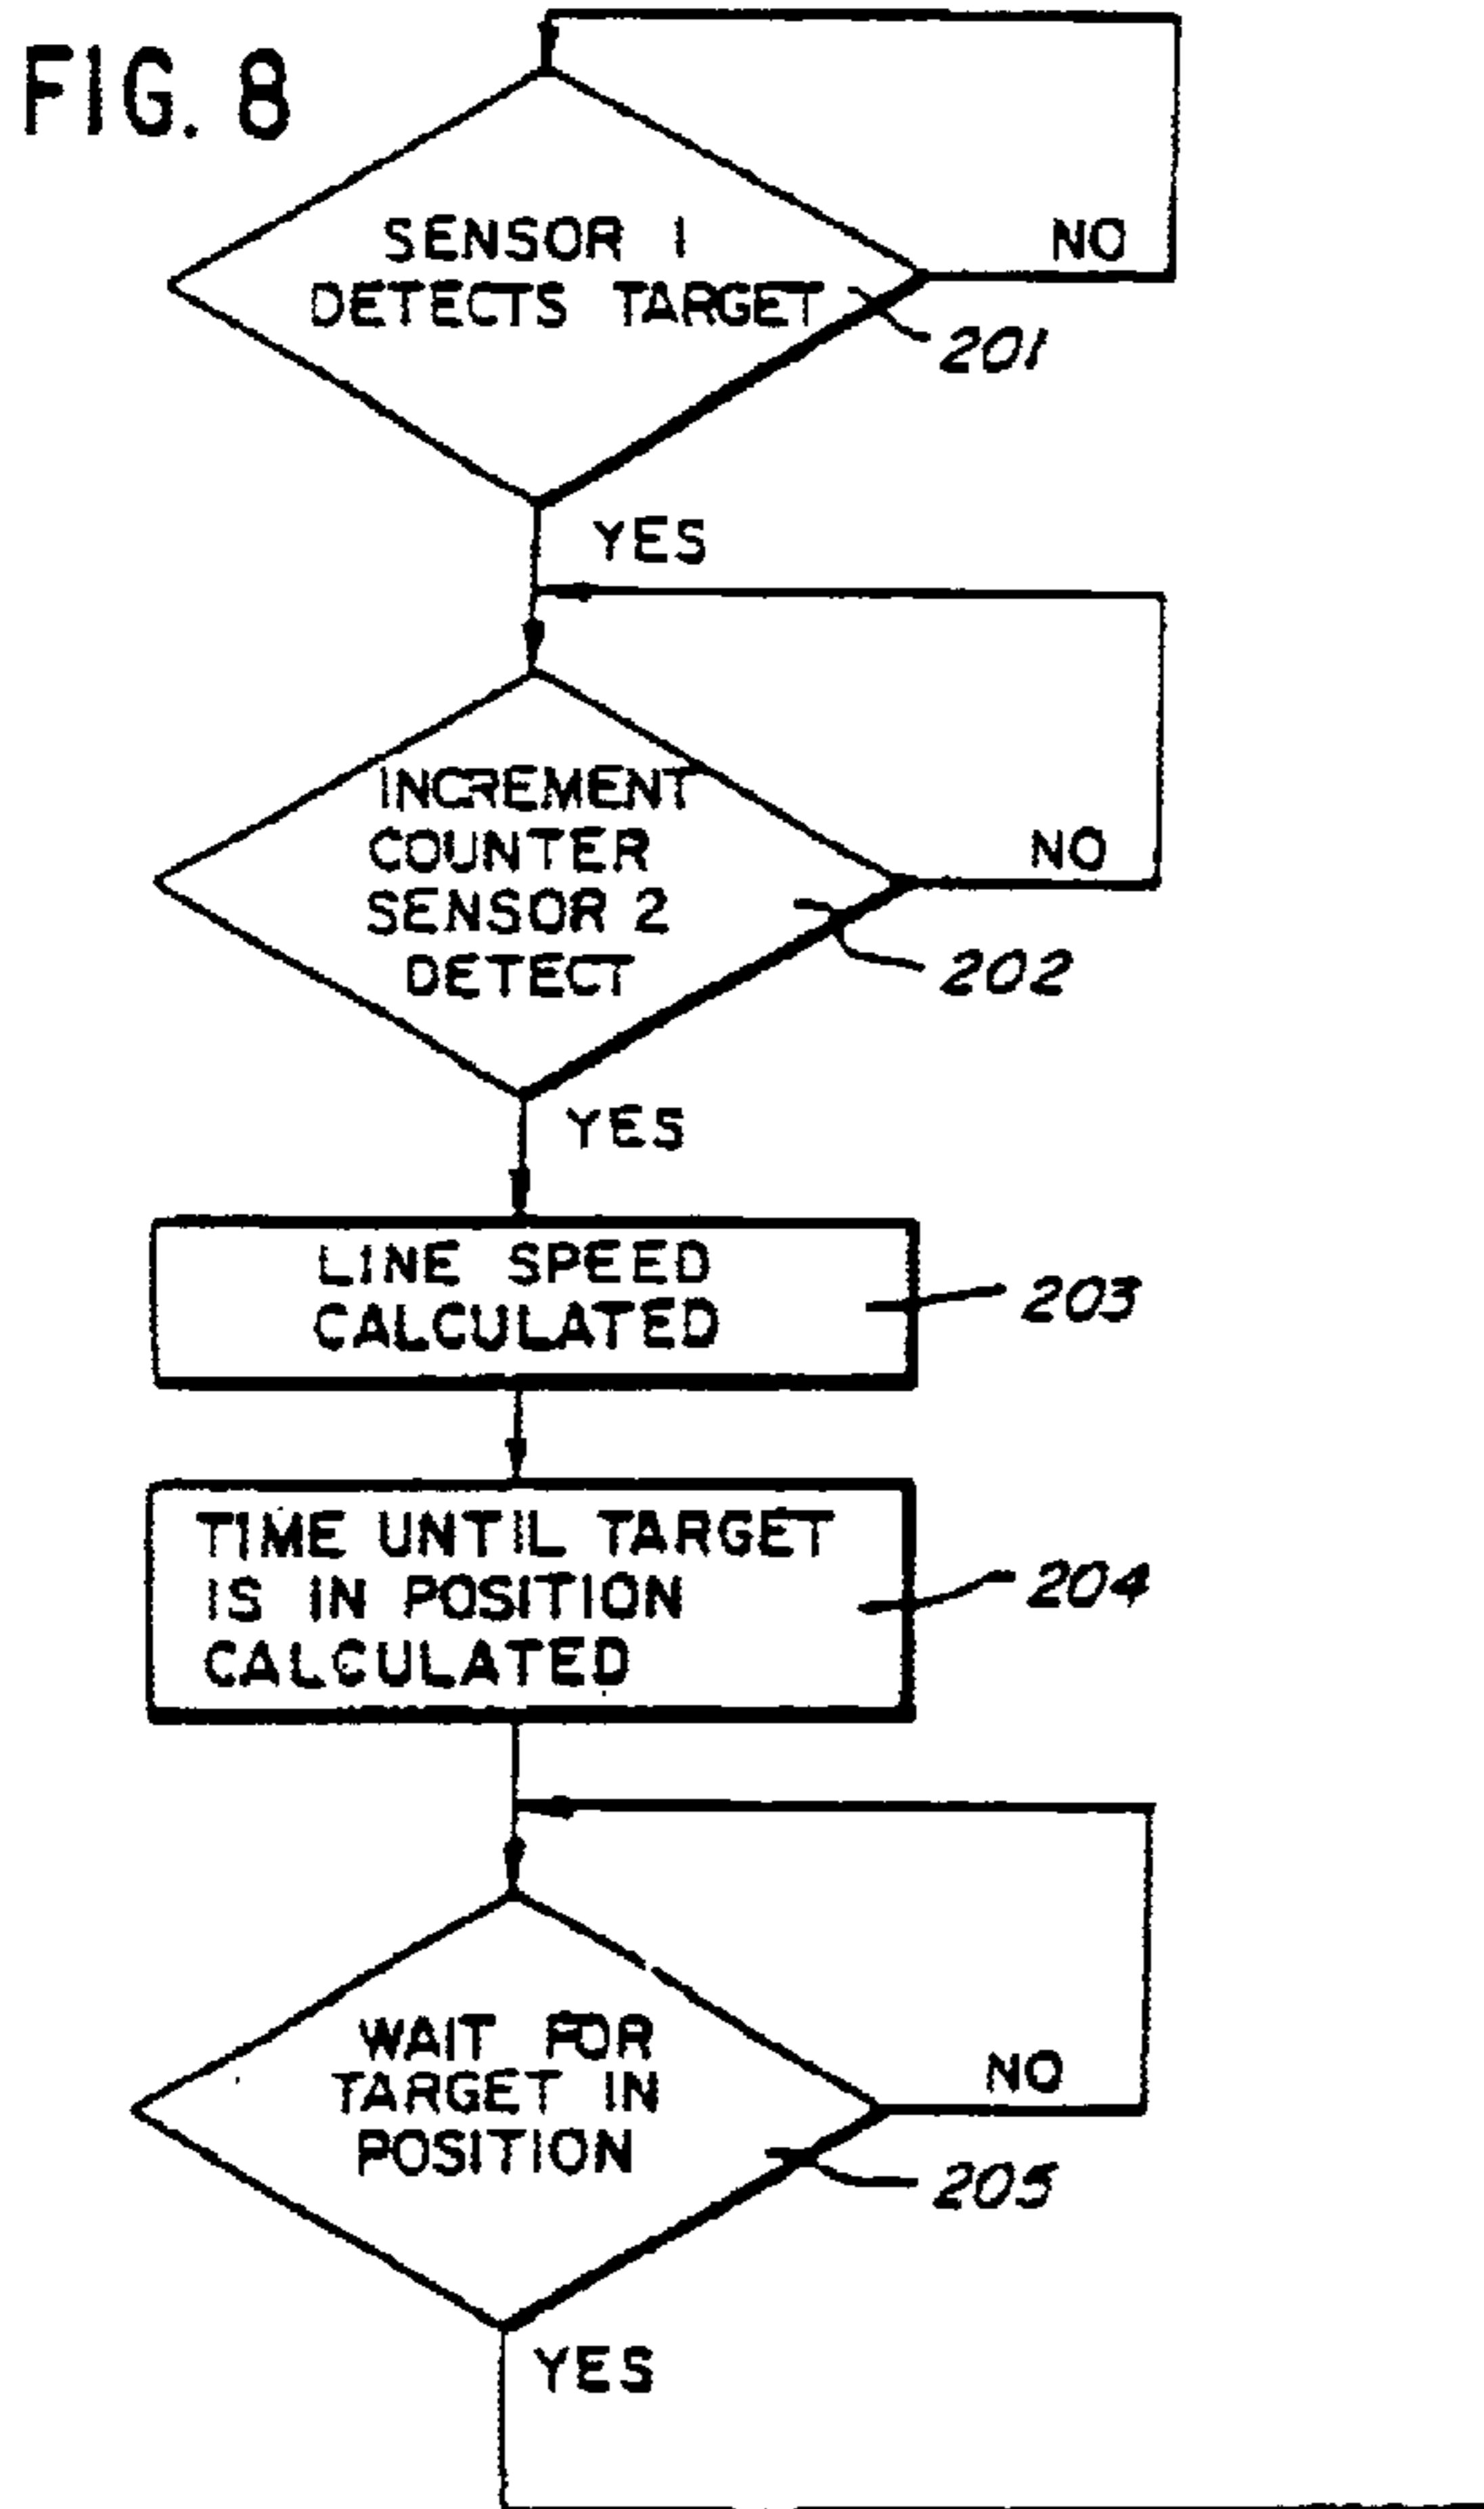 FIG. 8
SENSOR 1
DETECTS TARGET
NO
201
YES
INCREMENT
COUNTER
SENSOR 2
DETECT
NO
202
YES
LINE SPEED
CALCULATED
203
TIME UNTIL TARGET
IS IN POSITION
CALCULATED
204
WAIT FOR
TARGET IN
POSITION
NO
205
YES